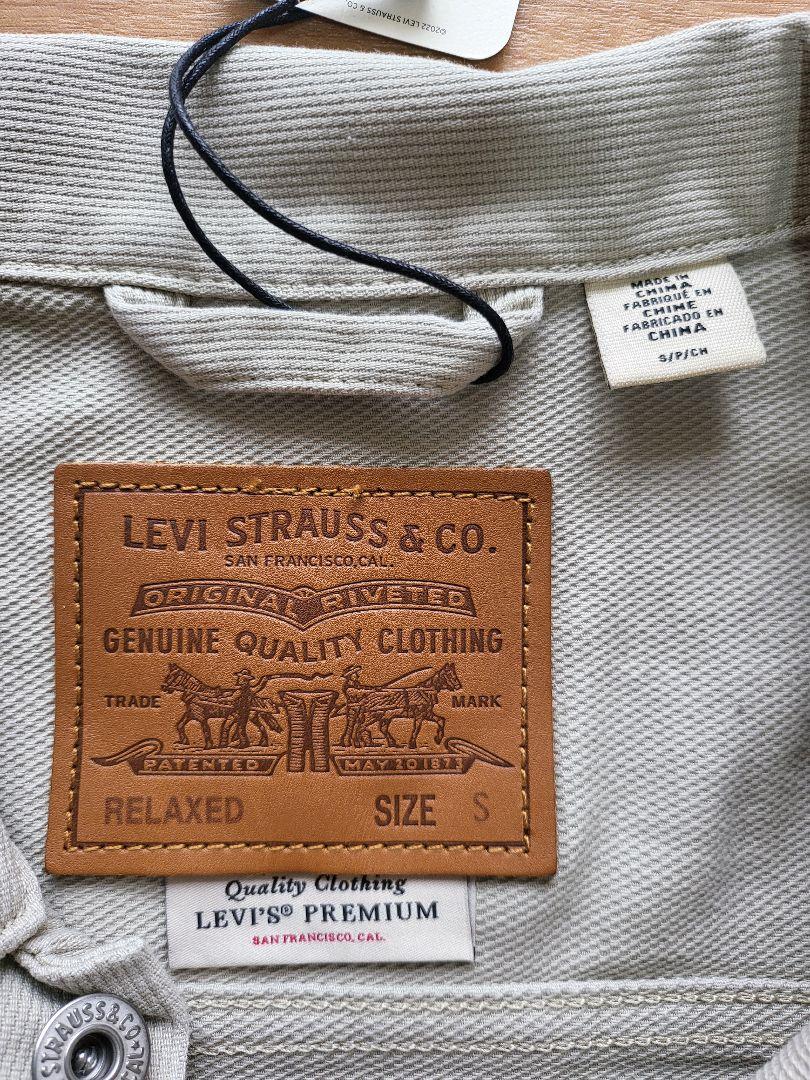 ©2022 LEVI STRAUSS & CO.
MADE IN
CHINA
FABRIQUÉ EN
CHINE
FABRICADO EN
CHINA
S/P/CH
LEVI STRAUSS & CO.
SAN FRANCISCO, CAL.
ORIGINAL RIVETED
GENUINE QUALITY CLOTHING
TRADE MARK
PATENTED MAY 20 1873
RELAXED SIZE S
Quality Clothing
LEVI'S® PREMIUM
SAN FRANCISCO, CAL.
STRAUSS&CO